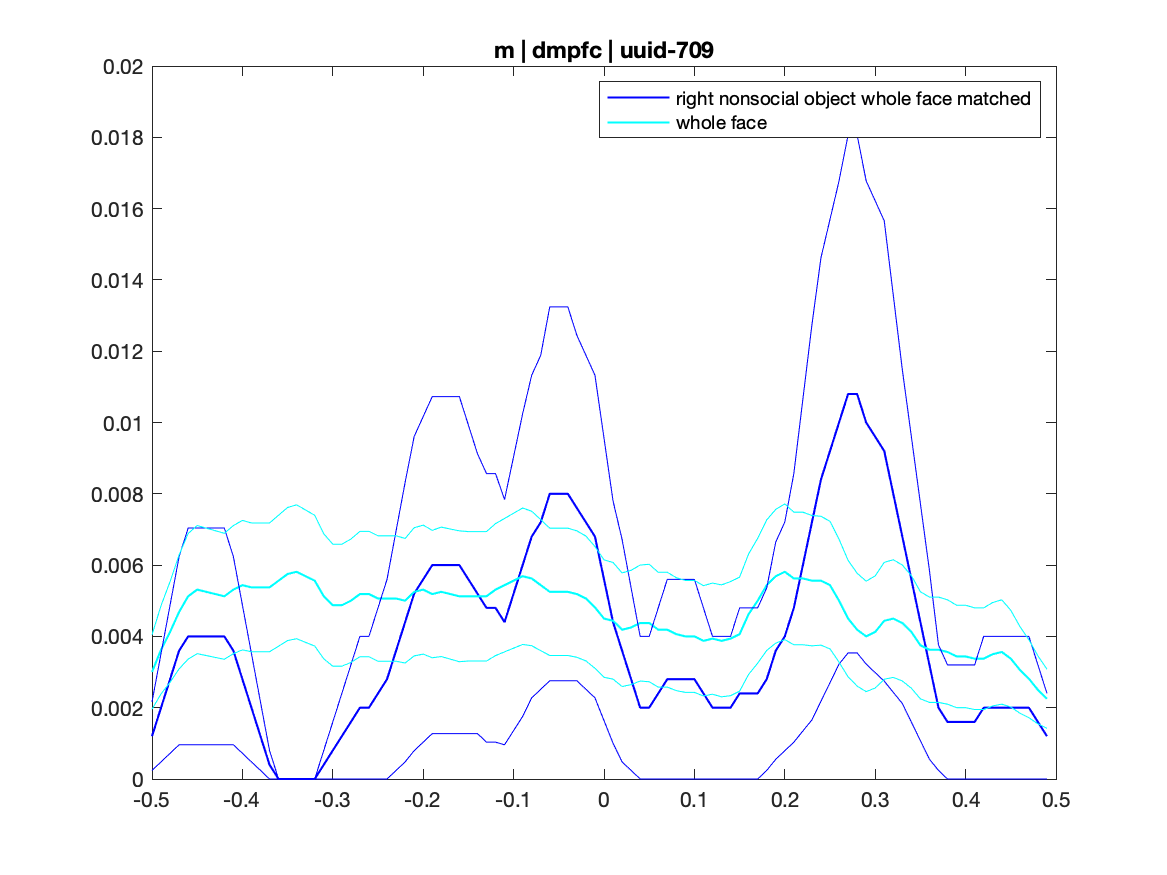 m | dmpfc | uuid-709
right nonsocial object whole face matched
whole face
0.02
0.018
0.016
0.014
0.012
0.01
0.008
0.006
0.004
0.002
0
-0.5 -0.4 -0.3 -0.2 -0.1 0 0.1 0.2 0.3 0.4 0.5